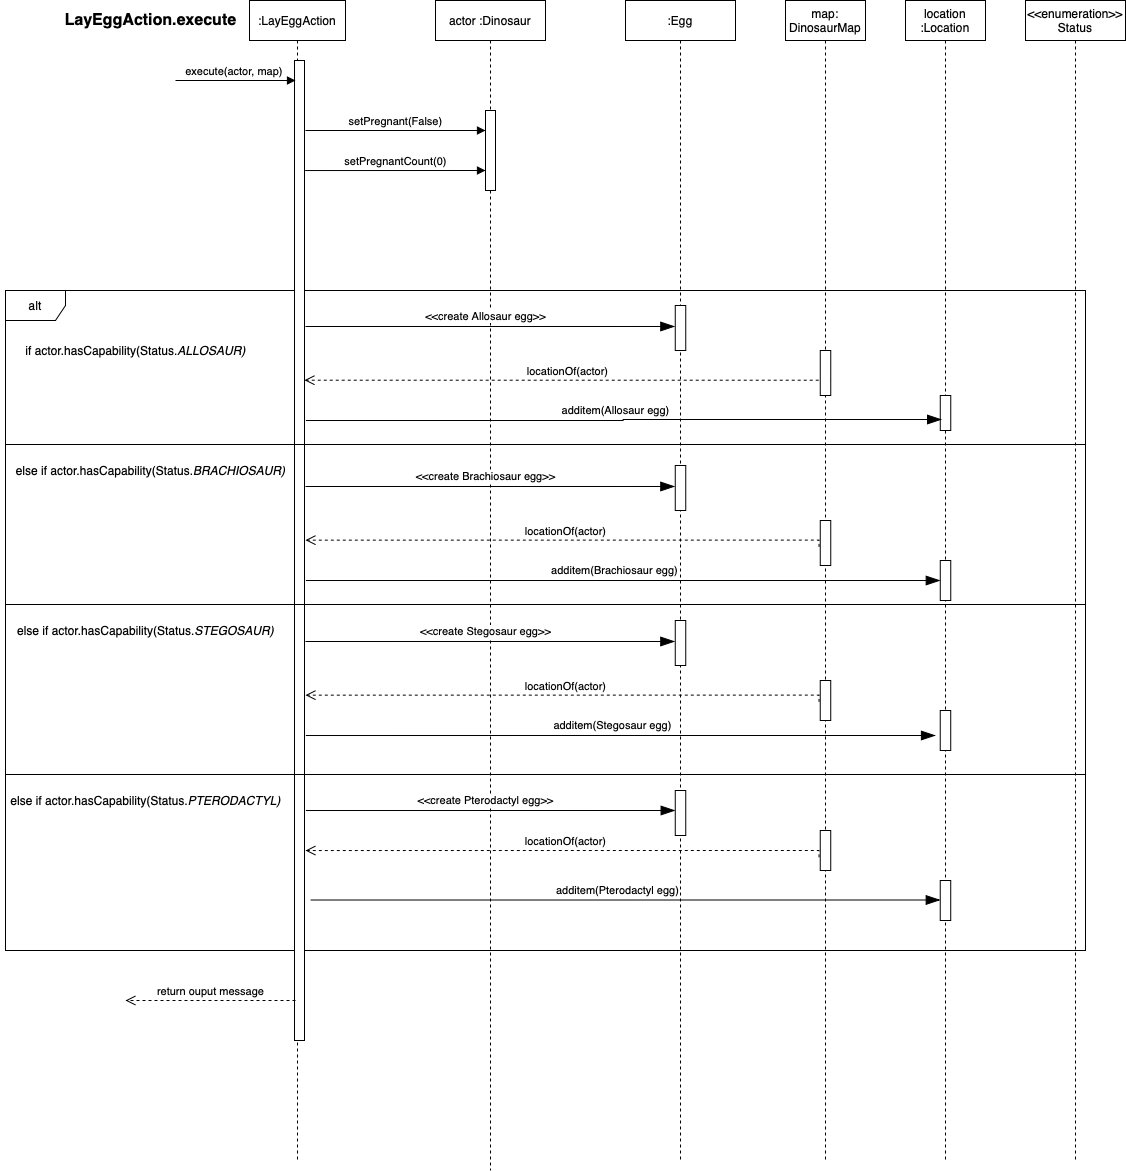 LayEggAction.execute
:LayEggAction
actor :Dinosaur
:Egg
map:
DinosaurMap
location
:Location
<<enumeration>>
Status
execute(actor, map)
setPregnant(False)
setPregnantCount(0)
alt
<<create Allosaur egg>>
if actor.hasCapability(Status.ALLOSAUR)
locationOf(actor)
additem(Allosaur egg)
else if actor.hasCapability(Status.BRACHIOSAUR)
<<create Brachiosaur egg>>
locationOf(actor)
additem(Brachiosaur egg)
else if actor.hasCapability(Status.STEGOSAUR)
<<create Stegosaur egg>>
locationOf(actor)
additem(Stegosaur egg)
else if actor.hasCapability(Status.PTERODACTYL)
<<create Pterodactyl egg>>
locationOf(actor)
additem(Pterodactyl egg)
return ouput message